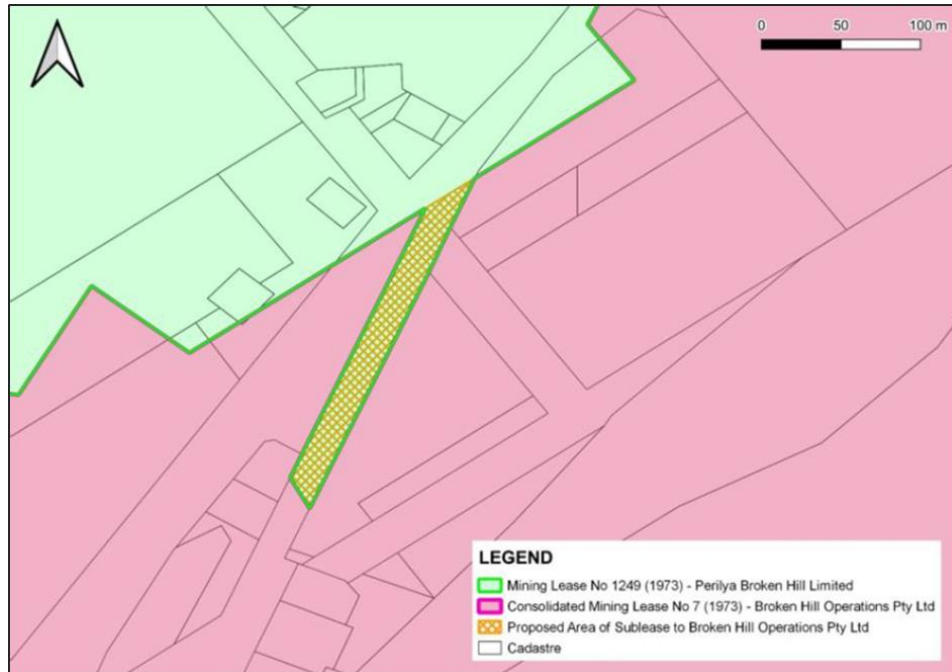 0 50 100 m
LEGEND
Mining Lease No 1249 (1973) - Perilya Broken Hill Limited
Consolidated Mining Lease No 7 (1973) - Broken Hill Operations Pty Ltd
Proposed Area of Sublease to Broken Hill Operations Pty Ltd
Cadastre